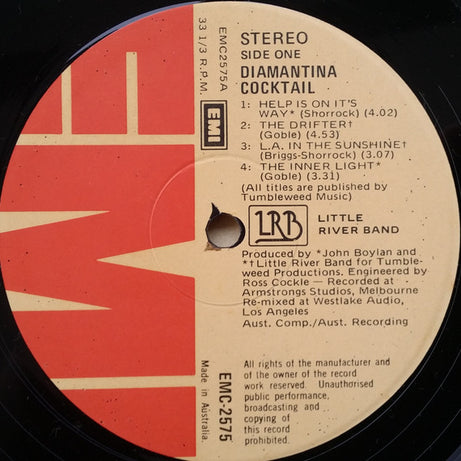 STEREO
SIDE ONE
DIAMANTINA
COCKTAIL
1: HELP IS ON IT'S
WAY* (Shorrock) (4.02)
2: THE DRIFTER†
(Goble) (4.53)
3: L.A. IN THE SUNSHINE†
(Briggs-Shorrock) (3.07)
4: THE INNER LIGHT*
(Goble) (3.31)
(All titles are published by
Tumbleweed Music)
LRB
LITTLE
RIVER BAND
Produced by *John Boylan and
*†Little River Band for Tumble-
weed Productions. Engineered by
Ross Cockle — Recorded at
Armstrongs Studios, Melbourne
Re-mixed at Westlake Audio,
Los Angeles
Aust. Comp./Aust. Recording
All rights of the manufacturer and
of the owner of the record
work reserved. Unauthorised
public performance,
broadcasting and
copying of
this record
prohibited.
EMC2575A
33 1/3 R.P.M.
EMI
EMC-2575
Made in Australia.
EMI